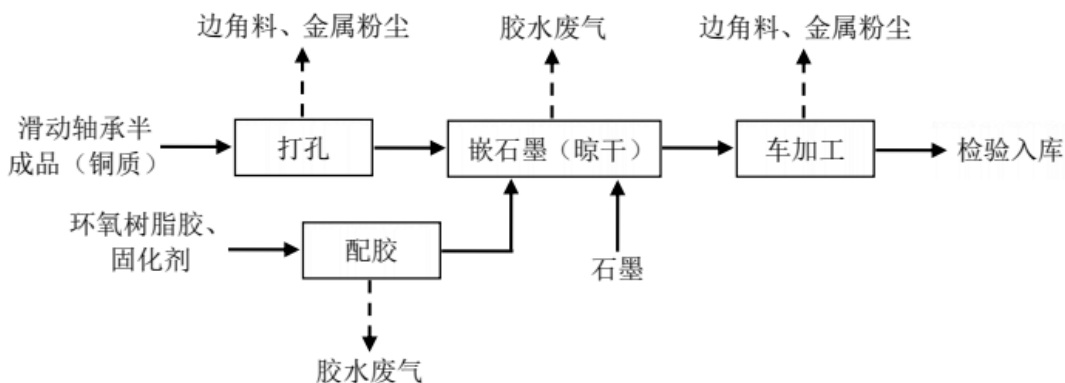 边角料、金属粉尘
胶水废气
边角料、金属粉尘
滑动轴承半
成品（铜质）
打孔
嵌石墨（晾干）
车加工
检验入库
环氧树脂胶、
固化剂
配胶
石墨
胶水废气